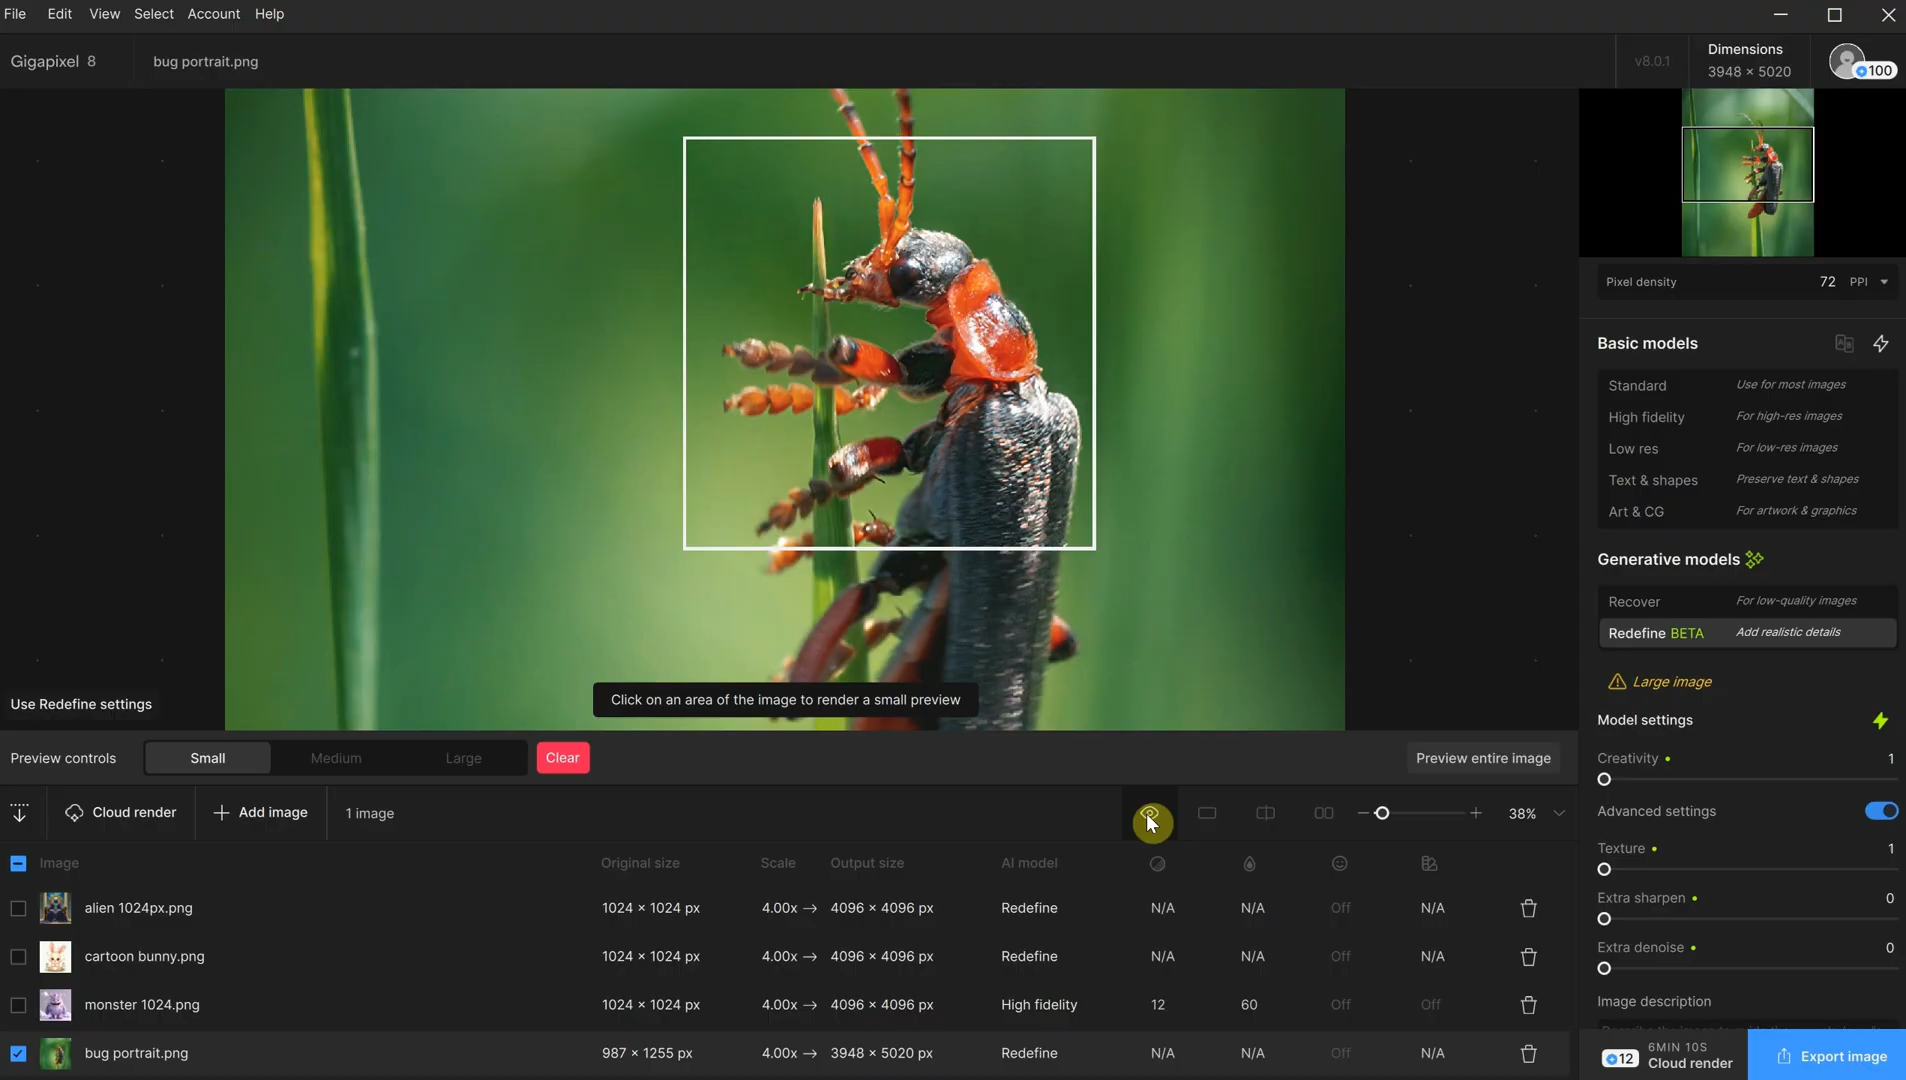 File Edit View Select Account Help
Gigapixel 8
bug portrait.png
v8.0.1
Dimensions
3948 × 5020
100
Pixel density 72 PPI
Basic models
Standard Use for most images
High fidelity For high-res images
Low res For low-res images
Text & shapes Preserve text & shapes
Art & CG For artwork & graphics
Generative models
Recover For low-quality images
Redefine BETA Add realistic details
Large image
Model settings
Creativity 1
Advanced settings
Texture 1
Extra sharpen 0
Extra denoise 0
Image description
Use Redefine settings
Click on an area of the image to render a small preview
Preview controls Small Medium Large Clear Preview entire image
Cloud render Add image 1 image 38%
Image Original size Scale Output size AI model
alien 1024px.png 1024 × 1024 px 4.00x → 4096 × 4096 px Redefine N/A N/A Off N/A
cartoon bunny.png 1024 × 1024 px 4.00x → 4096 × 4096 px Redefine N/A N/A Off N/A
monster 1024.png 1024 × 1024 px 4.00x → 4096 × 4096 px High fidelity 12 60 Off Off
bug portrait.png 987 × 1255 px 4.00x → 3948 × 5020 px Redefine N/A N/A Off N/A
12 6MIN 10S
Cloud render
Export image